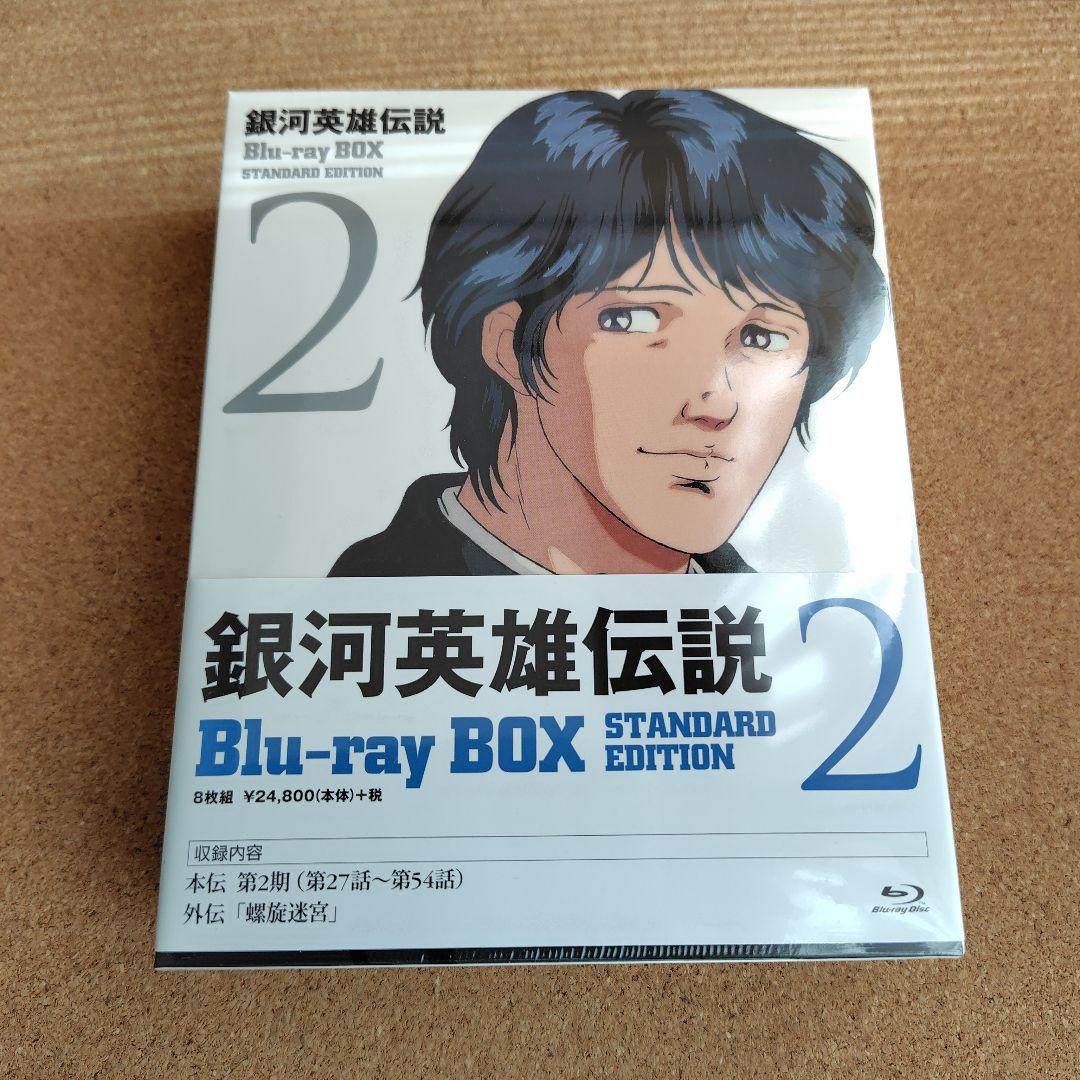 銀河英雄伝説
Blu-ray BOX
STANDARD EDITION
2
銀河英雄伝説
Blu-ray BOX STANDARD EDITION
2
8枚組 ¥24,800(本体)+税
収録内容
本伝 第2期(第27話～第54話)
外伝「螺旋迷宮」
Blu-ray Disc